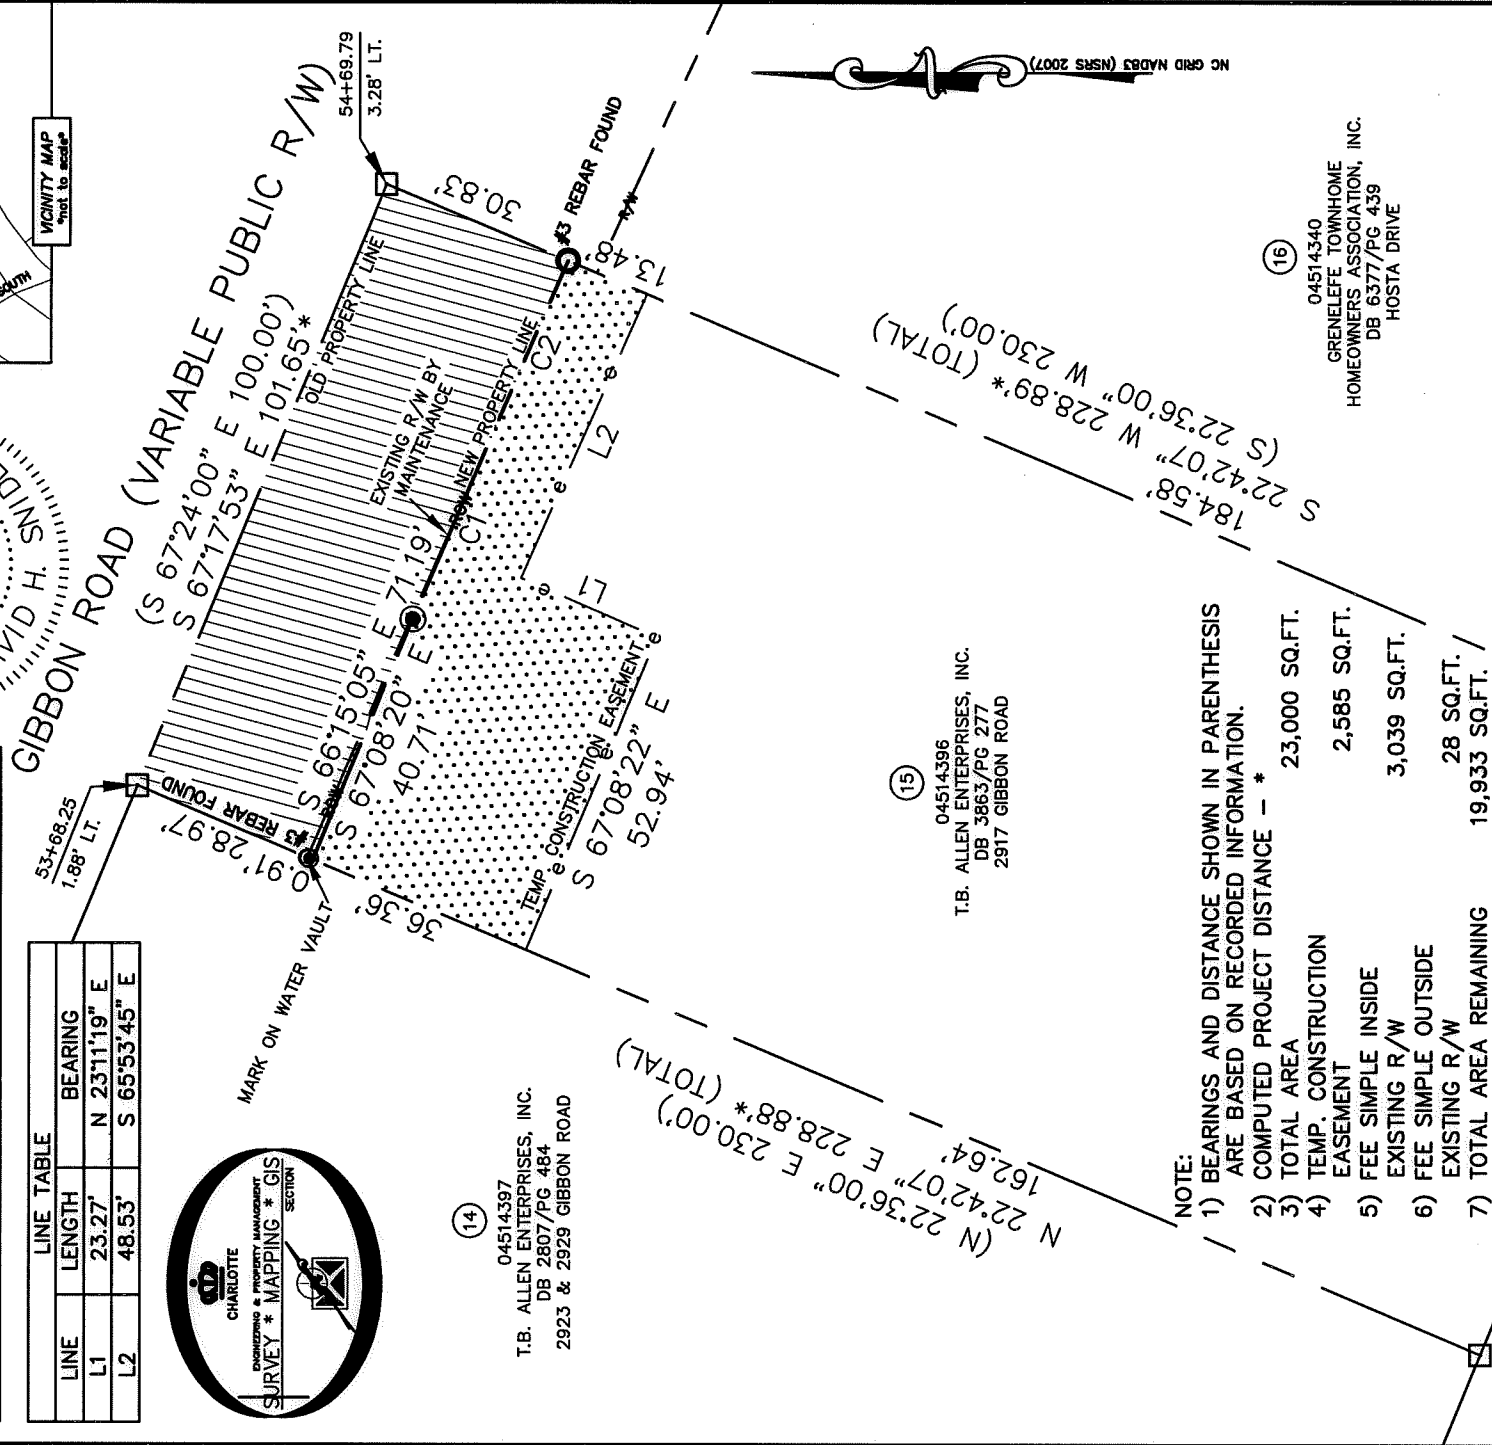 VICINITY MAP
*not to scale*
SOUTH
GIBBON ROAD (VARIABLE PUBLIC R/W)
54+69.79
3.28' LT.
53+68.25
1.88' LT.
(S 67°24'00" E 100.00')
S 67°17'53" E 101.65'*
OLD PROPERTY LINE
EXISTING R/W BY
MAINTENANCE
ROW NEW PROPERTY LINE
C1
C2
30.83'
#3 REBAR FOUND
R/W
13.48'
#3 REBAR FOUND
28.97'
0.91'
36.36'
S 66°15'05" E 71.19'
ROW
S 67°08'20" E
40.71'
L1
L2
TEMP. CONSTRUCTION EASEMENT
S 67°08'22" E
52.94'
MARK ON WATER VAULT
NC GRID NAD83 (NSRS 2007)
LINE TABLE
LINE LENGTH BEARING
L1 23.27' N 23°11'19" E
L2 48.53' S 65°53'45" E
CHARLOTTE
ENGINEERING & PROPERTY MANAGEMENT
SURVEY * MAPPING * GIS
SECTION
14
04514397
T.B. ALLEN ENTERPRISES, INC.
DB 2807/PG 484
2923 & 2929 GIBBON ROAD
15
04514396
T.B. ALLEN ENTERPRISES, INC.
DB 3863/PG 277
2917 GIBBON ROAD
16
04514340
GRENELEFE TOWNHOME
HOMEOWNERS ASSOCIATION, INC.
DB 6377/PG 439
HOSTA DRIVE
184.58'
S 22°42'07" W 228.89'* (TOTAL)
(S 22°36'00" W 230.00')
(N 22°36'00" E 230.00')
N 22°42'07" E 228.88'* (TOTAL)
162.64'
NOTE:
1) BEARINGS AND DISTANCE SHOWN IN PARENTHESIS
ARE BASED ON RECORDED INFORMATION.
2) COMPUTED PROJECT DISTANCE - *
3) TOTAL AREA 23,000 SQ.FT.
4) TEMP. CONSTRUCTION
EASEMENT 2,585 SQ.FT.
5) FEE SIMPLE INSIDE
EXISTING R/W 3,039 SQ.FT.
6) FEE SIMPLE OUTSIDE
EXISTING R/W 28 SQ.FT.
7) TOTAL AREA REMAINING 19,933 SQ.FT.